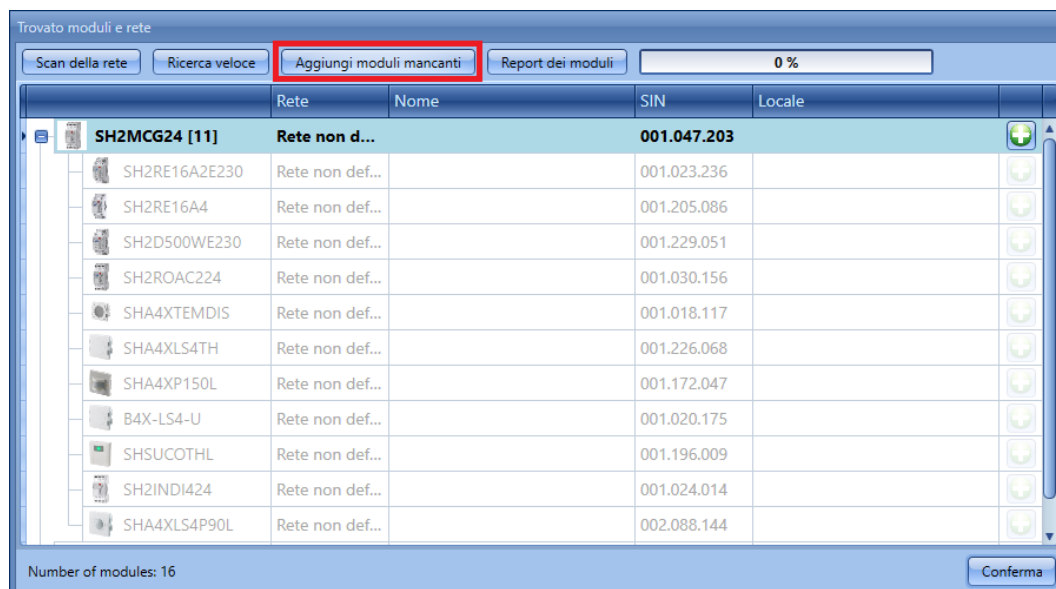 Trovato moduli e rete
Scan della rete Ricerca veloce Aggiungi moduli mancanti Report dei moduli 0 %
Rete Nome SIN Locale
SH2MCG24 [11] Rete non d... 001.047.203
SH2RE16A2E230 Rete non def... 001.023.236
SH2RE16A4 Rete non def... 001.205.086
SH2D500WE230 Rete non def... 001.229.051
SH2ROAC224 Rete non def... 001.030.156
SHA4XTEMDIS Rete non def... 001.018.117
SHA4XLS4TH Rete non def... 001.226.068
SHA4XP150L Rete non def... 001.172.047
B4X-LS4-U Rete non def... 001.020.175
SHSUCOTHL Rete non def... 001.196.009
SH2INDI424 Rete non def... 001.024.014
SHA4XLS4P90L Rete non def... 002.088.144
Number of modules: 16 Conferma